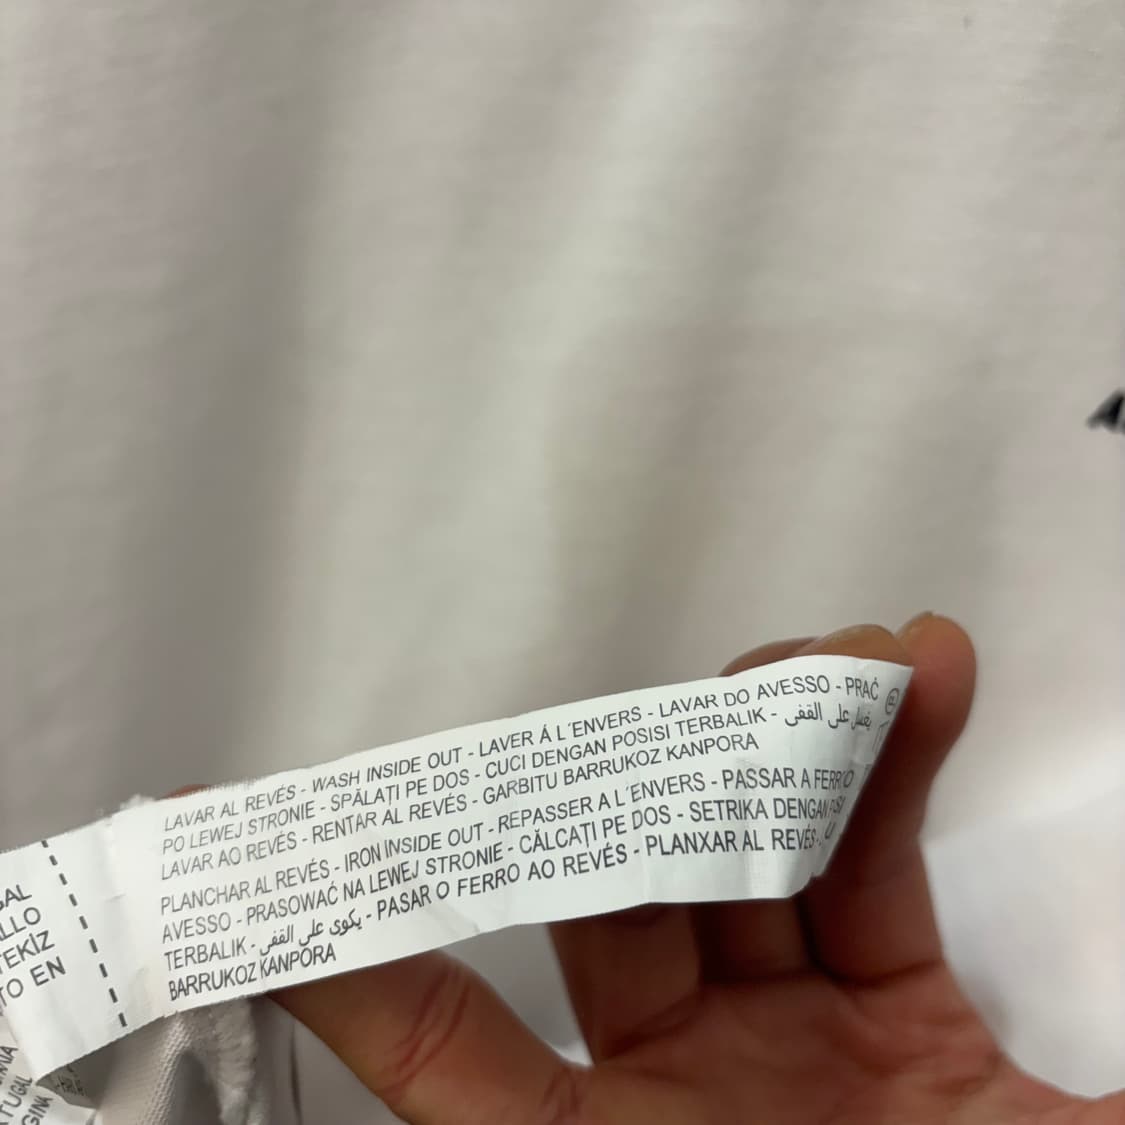 LAVAR AL REVÉS - WASH INSIDE OUT - LAVER Á L´ENVERS - LAVAR DO AVESSO - PRAĆ
PO LEWEJ STRONIE - SPĂLAȚI PE DOS - CUCI DENGAN POSISI TERBALIK - يغسل على القفى
LAVAR AO REVÉS - RENTAR AL REVÉS - GARBITU BARRUKOZ KANPORA
PLANCHAR AL REVÉS - IRON INSIDE OUT - REPASSER A L´ENVERS - PASSAR A FERRO
AVESSO - PRASOWAĆ NA LEWEJ STRONIE - CĂLCAȚI PE DOS - SETRIKA DENGAN
TERBALIK - يكوى على القفى - PASAR O FERRO AO REVÉS - PLANXAR AL REVÉS -
BARRUKOZ KANPORA
TO EN